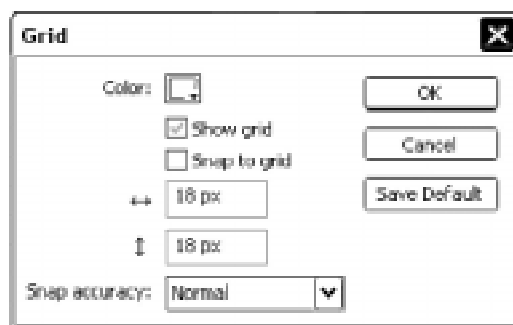 Grid
Color:
OK
Show grid
Cancel
Snap to grid
18 px
Save Default
18 px
Snap accuracy: Normal